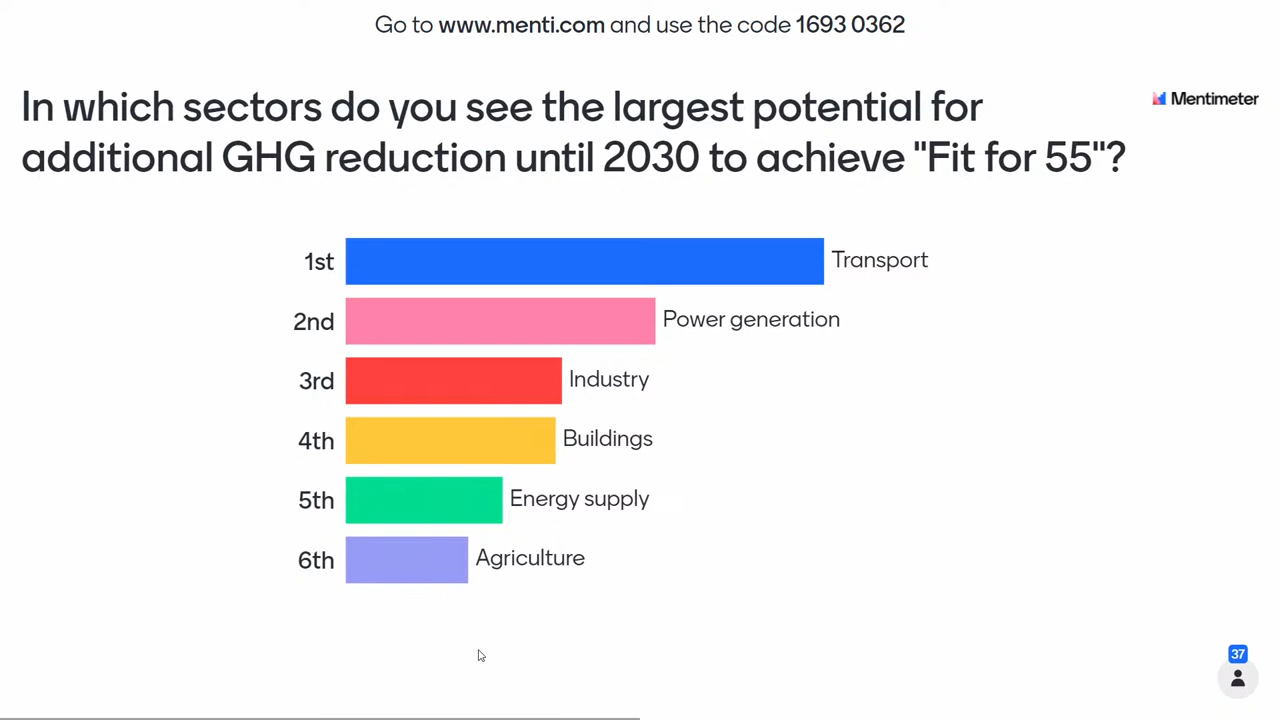 Go to www.menti.com and use the code 1693 0362
In which sectors do you see the largest potential for
additional GHG reduction until 2030 to achieve "Fit for 55"?
Mentimeter
1st Transport
2nd Power generation
3rd Industry
4th Buildings
5th Energy supply
6th Agriculture
37